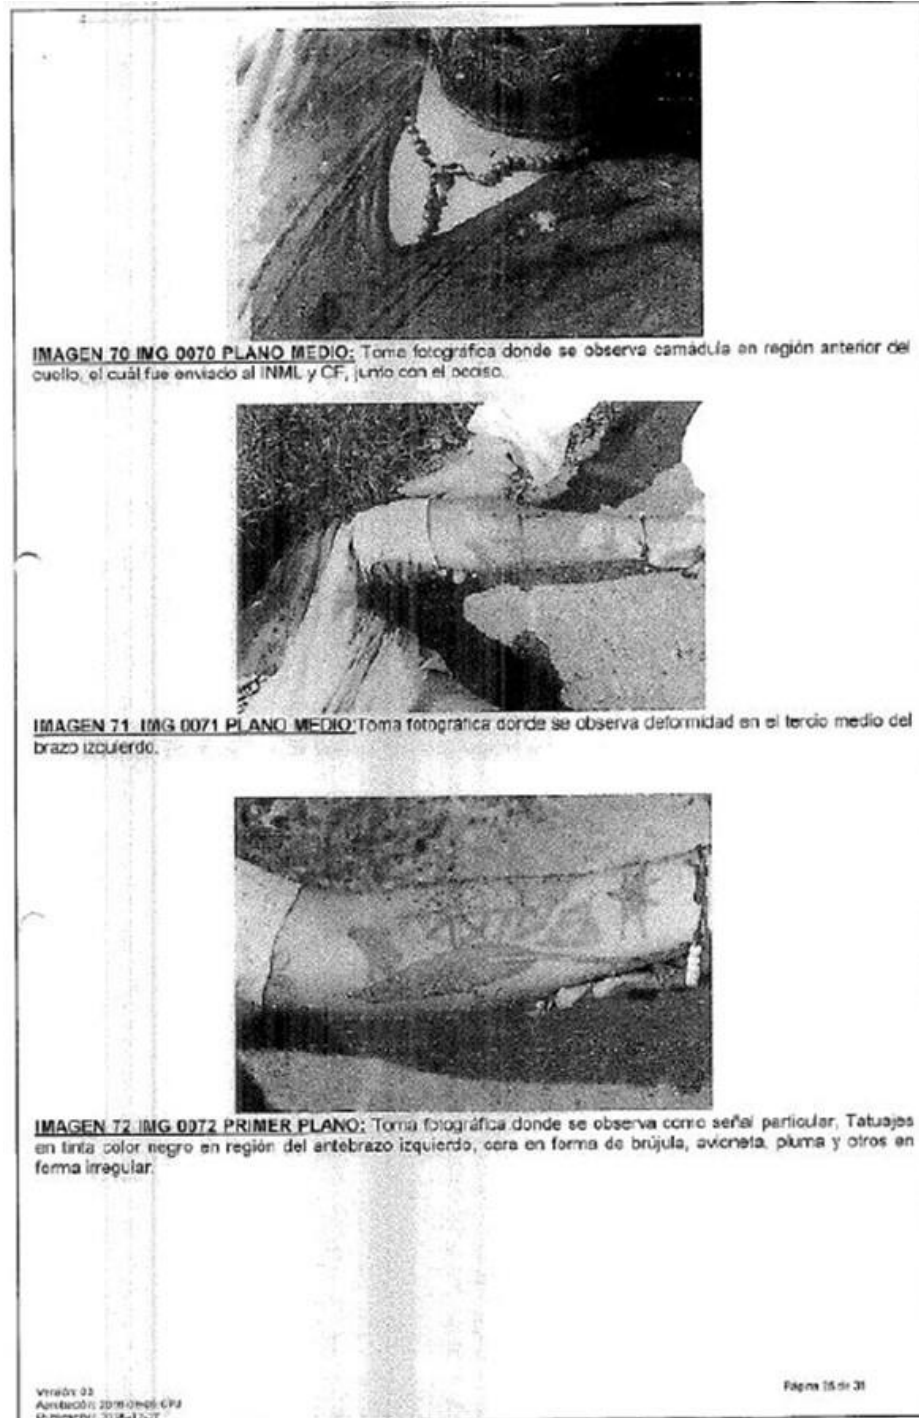 IMAGEN 70 IMG 0070 PLANO MEDIO: Toma fotográfica donde se observa camádula en región anterior del
cuello, el cuál fue enviado al INML y CF, junto con el occiso.
IMAGEN 71 IMG 0071 PLANO MEDIO Toma fotográfica donde se observa deformidad en el tercio medio del
brazo izquierdo.
IMAGEN 72 IMG 0072 PRIMER PLANO: Toma fotográfica donde se observa como señal particular, Tatuajes
en tinta color negro en región del antebrazo izquierdo, cara en forma de brújula, avioneta, pluma y otros en
forma irregular.
Versión: 03
Página de 31